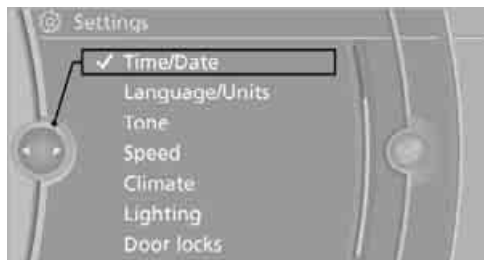 Settings
Time/Date
Language/Units
Tone
Speed
Climate
Lighting
Door locks